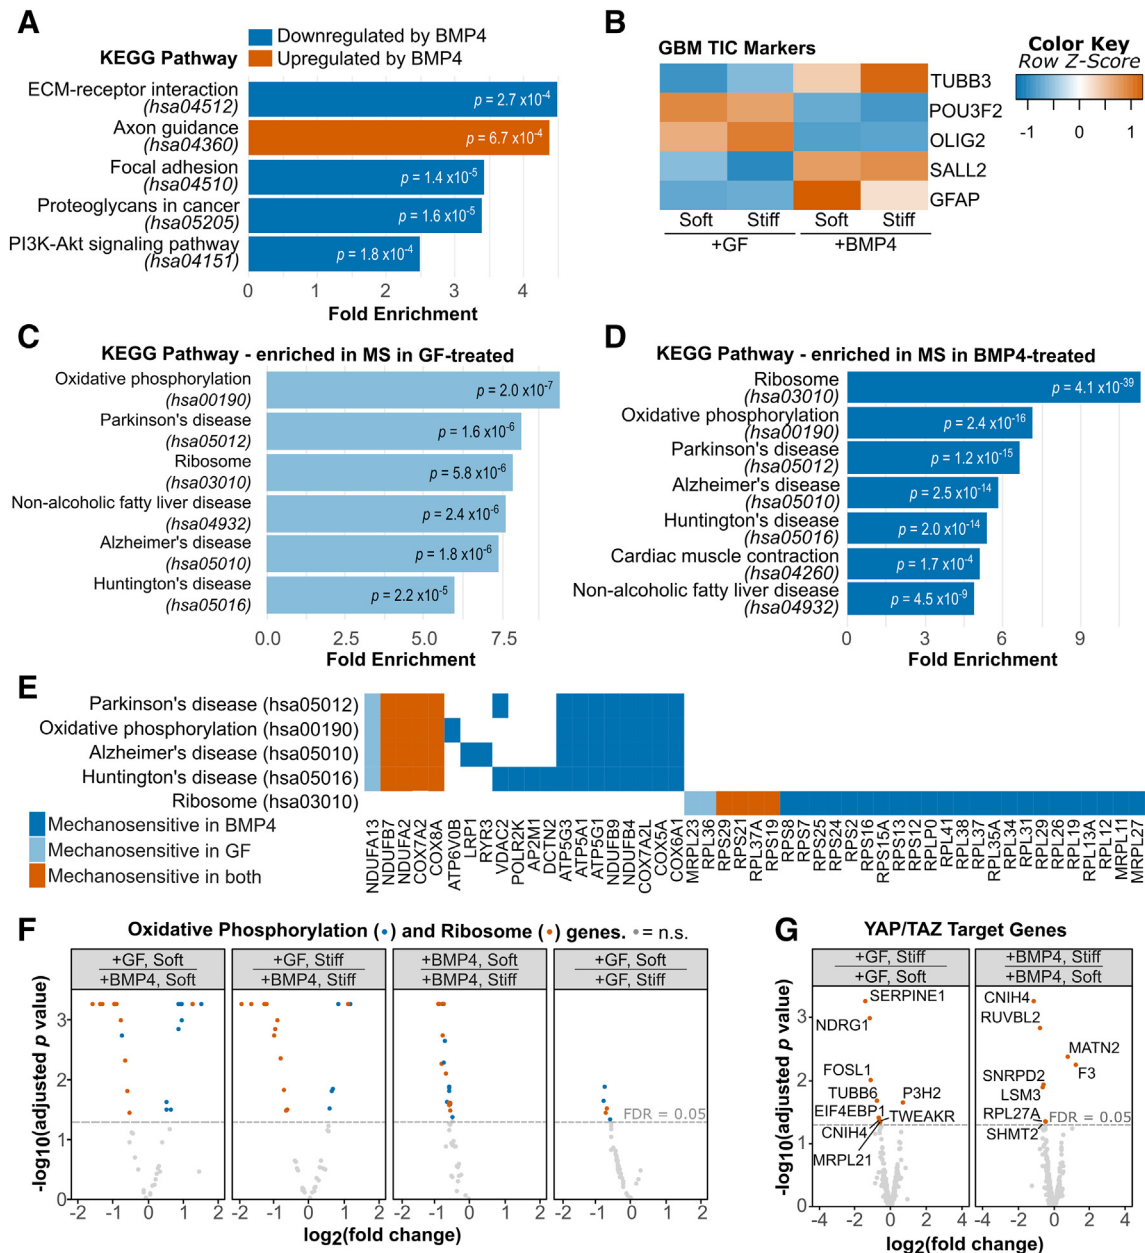 A
Downregulated by BMP4
KEGG Pathway
Upregulated by BMP4
ECM-receptor interaction
(hsa04512)
p = 2.7 x10-4
Axon guidance
(hsa04360)
p = 6.7 x10-4
Focal adhesion
(hsa04510)
p = 1.4 x10-5
Proteoglycans in cancer
(hsa05205)
p = 1.6 x10-5
PI3K-Akt signaling pathway
(hsa04151)
p = 1.8 x10-4
0 1 2 3 4
Fold Enrichment
B
GBM TIC Markers
Color Key
Row Z-Score
-1 0 1
TUBB3
POU3F2
OLIG2
SALL2
GFAP
Soft Stiff Soft Stiff
+GF +BMP4
C
KEGG Pathway - enriched in MS in GF-treated
Oxidative phosphorylation
(hsa00190)
p = 2.0 x10-7
Parkinson's disease
(hsa05012)
p = 1.6 x10-6
Ribosome
(hsa03010)
p = 5.8 x10-6
Non-alcoholic fatty liver disease
(hsa04932)
p = 2.4 x10-6
Alzheimer's disease
(hsa05010)
p = 1.8 x10-6
Huntington's disease
(hsa05016)
p = 2.2 x10-5
0.0 2.5 5.0 7.5
Fold Enrichment
D
KEGG Pathway - enriched in MS in BMP4-treated
Ribosome
(hsa03010)
p = 4.1 x10-39
Oxidative phosphorylation
(hsa00190)
p = 2.4 x10-16
Parkinson's disease
(hsa05012)
p = 1.2 x10-15
Alzheimer's disease
(hsa05010)
p = 2.5 x10-14
Huntington's disease
(hsa05016)
p = 2.0 x10-14
Cardiac muscle contraction
(hsa04260)
p = 1.7 x10-4
Non-alcoholic fatty liver disease
(hsa04932)
p = 4.5 x10-9
0 3 6 9
Fold Enrichment
E
Parkinson's disease (hsa05012)
Oxidative phosphorylation (hsa00190)
Alzheimer's disease (hsa05010)
Huntington's disease (hsa05016)
Ribosome (hsa03010)
Mechanosensitive in BMP4
Mechanosensitive in GF
Mechanosensitive in both
NDUFA13
NDUFB7
NDUFA2
COX7A2
COX8A
ATP6V0B
LRP1
RYR3
VDAC2
POLR2K
AP2M1
DCTN2
ATP5G3
ATP5A1
ATP5G1
NDUFB9
NDUFB4
COX7A2L
COX5A
COX6A1
MRPL23
RPL36
RPS29
RPS21
RPL37A
RPS19
RPS8
RPS7
RPS25
RPS24
RPS2
RPS16
RPS15A
RPS13
RPS12
RPLP0
RPL41
RPL38
RPL37
RPL35A
RPL34
RPL31
RPL29
RPL26
RPL19
RPL13A
RPL12
MRPL11
MRPL27
F
Oxidative Phosphorylation (•) and Ribosome (•) genes. •= n.s.
+GF, Soft
+BMP4, Soft
+GF, Stiff
+BMP4, Stiff
+BMP4, Soft
+BMP4, Stiff
+GF, Soft
+GF, Stiff
-log10(adjusted p value)
3
2
1
0
FDR = 0.05
-2 -1 0 1 2 -2 -1 0 1 2 -2 -1 0 1 2 -2 -1 0 1 2
log2(fold change)
G
YAP/TAZ Target Genes
+GF, Stiff
+GF, Soft
+BMP4, Stiff
+BMP4, Soft
-log10(adjusted p value)
3
2
1
0
SERPINE1
NDRG1
FOSL1
TUBB6
P3H2
EIF4EBP1
TWEAKR
CNIH4
MRPL21
CNIH4
RUVBL2
MATN2
F3
SNRPD2
LSM3
RPL27A
FDR = 0.05
SHMT2
-4 -2 0 2 4 -4 -2 0 2 4
log2(fold change)